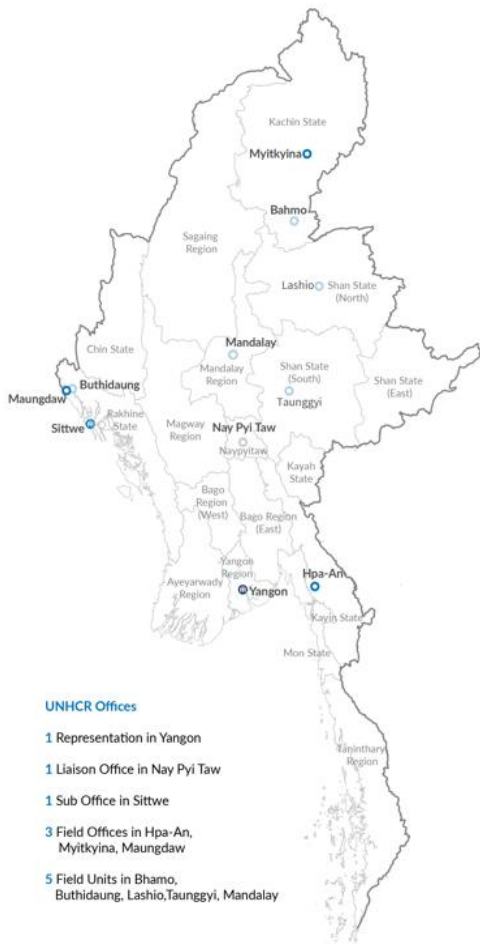 Kachin State
Myitkyina
Bahmo
Sagaing
Region
Lashio
Shan State
(North)
Mandalay
Chin State
Mandalay
Region
Shan State
(South)
Shan State
(East)
Buthidaung
Maungdaw
Taunggyi
Sittwe
Rakhine
State
Magway
Region
Nay Pyi Taw
Naypyitaw
Kayah
State
Bago
Region
(West)
Bago Region
(East)
Yangon
Region
Hpa-An
Ayeyarwady
Region
Yangon
Kayin State
Mon State
Tanintharyi
Region
UNHCR Offices
1 Representation in Yangon
1 Liaison Office in Nay Pyi Taw
1 Sub Office in Sittwe
3 Field Offices in Hpa-An,
Myitkyina, Maungdaw
5 Field Units in Bhamo,
Buthidaung, Lashio,Taunggyi, Mandalay